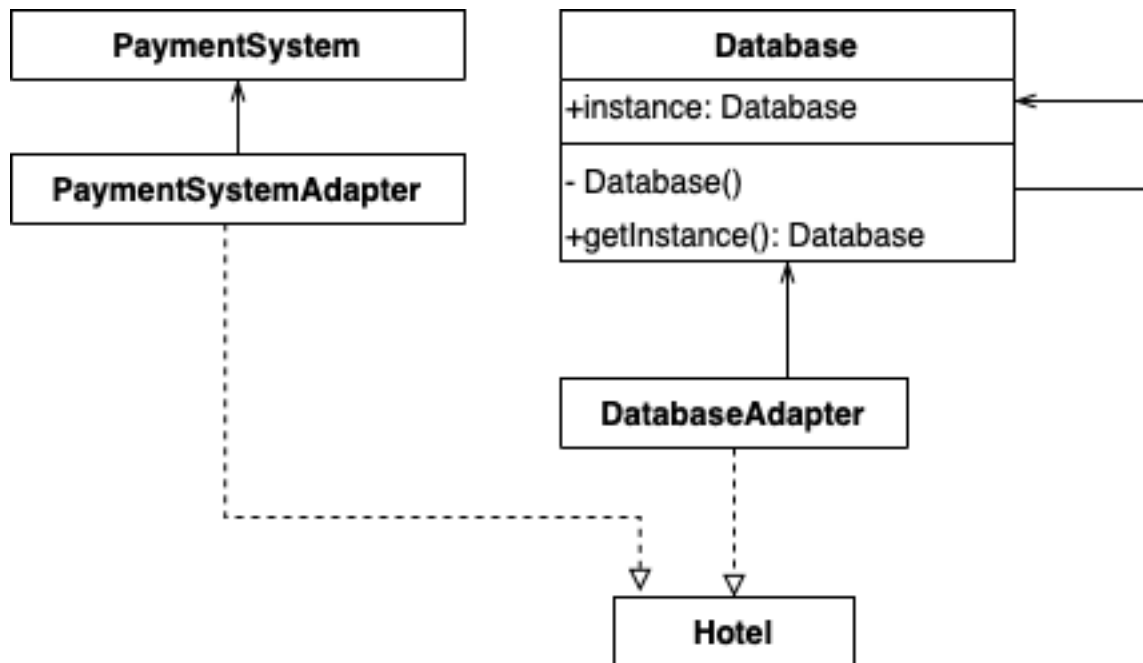 PaymentSystem
PaymentSystemAdapter
Database
+instance: Database
- Database()
+getInstance(): Database
DatabaseAdapter
Hotel